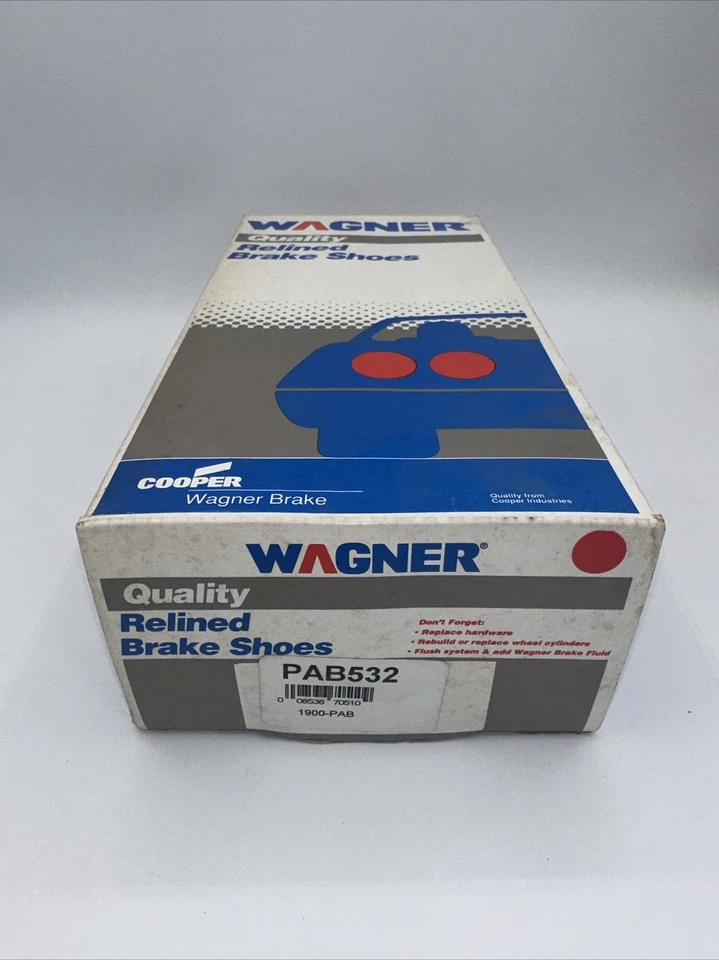 WAGNER
Quality
Relined
Brake Shoes
COOPER
Wagner Brake
Quality from
Cooper Industries
WAGNER®
Quality
Relined
Brake Shoes
Don't Forget:
• Replace hardware
• Rebuild or replace wheel cylinders
• Flush system & add Wagner Brake Fluid
PAB532
0 08536 70510
1900-PAB